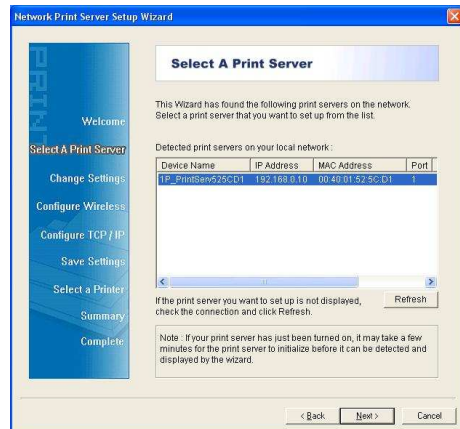 Network Print Server Setup Wizard
PRINT
Welcome
Select A Print Server
Change Settings
Configure Wireless
Configure TCP / IP
Save Settings
Select a Printer
Summary
Complete
Select A Print Server
This Wizard has found the following print servers on the network.
Select a print server that you want to set up from the list.
Detected print servers on your local network :
Device Name IP Address MAC Address Port
1P_PrintServ525CD1 192.168.0.10 00:40:01:52:5C:D1 1
If the print server you want to set up is not displayed,
check the connection and click Refresh.
Refresh
Note : If your print server has just been turned on, it may take a few
minutes for the print server to initialize before it can be detected and
displayed by the wizard.
< Back Next > Cancel